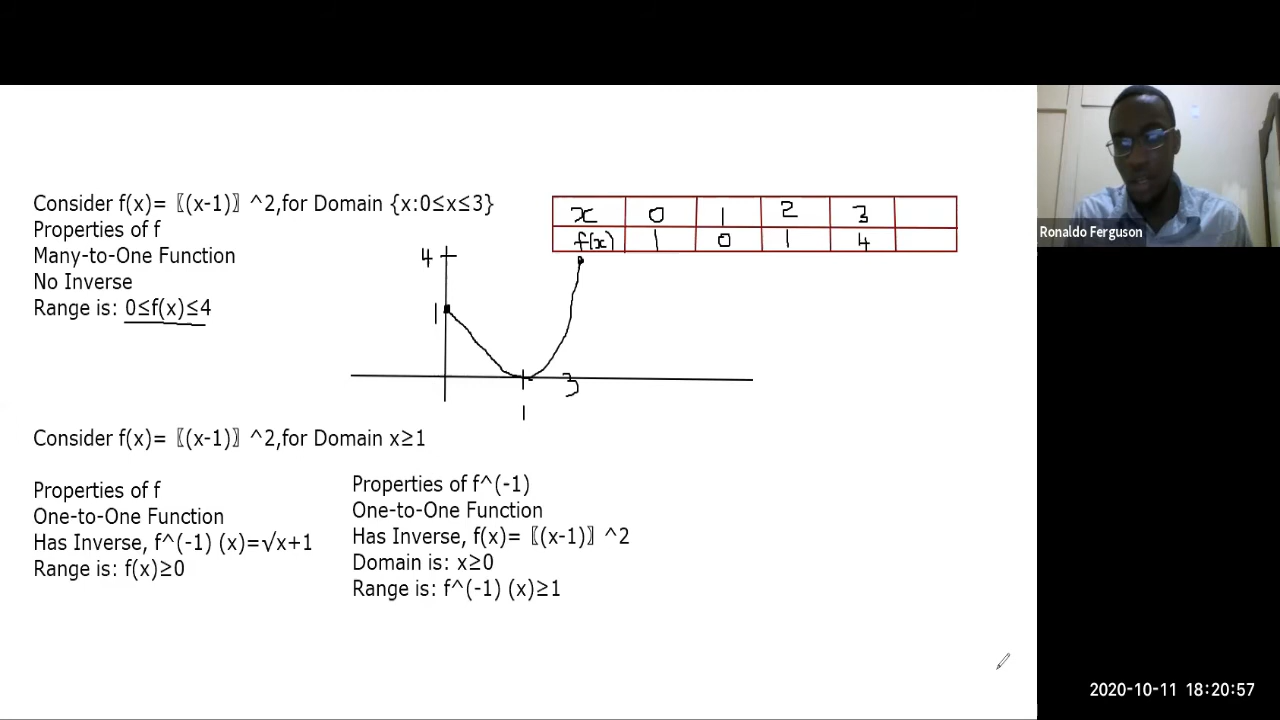 Consider f(x)=〖(x-1)〗^2,for Domain {x:0≤x≤3}
Properties of f
Many-to-One Function
No Inverse
Range is: 0≤f(x)≤4
x 0 1 2 3
f(x) 1 0 1 4
4
1
3
1
Ronaldo Ferguson
Consider f(x)=〖(x-1)〗^2,for Domain x≥1
Properties of f
One-to-One Function
Has Inverse, f^(-1) (x)=√x+1
Range is: f(x)≥0
Properties of f^(-1)
One-to-One Function
Has Inverse, f(x)=〖(x-1)〗^2
Domain is: x≥0
Range is: f^(-1) (x)≥1
2020-10-11 18:20:57